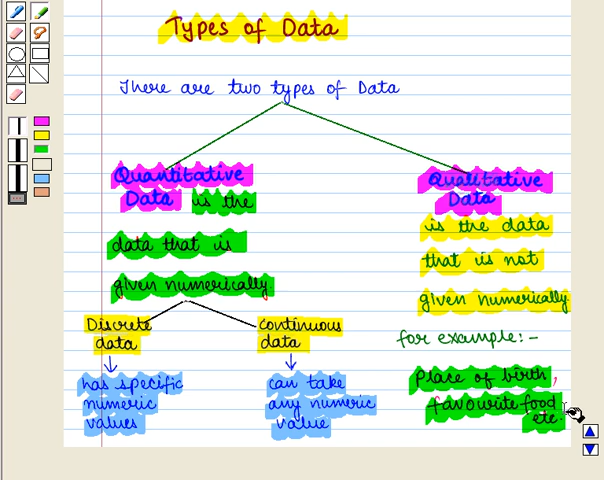 Types of Data
There are two types of Data
Quantitative
Data is the
data that is
given numerically
Discrete
data
has specific
numeric
values
continuous
data
can take
any numeric
value
Qualitative
Data
is the data
that is not
given numerically
for example:-
Place of birth,
favourite food
etc.